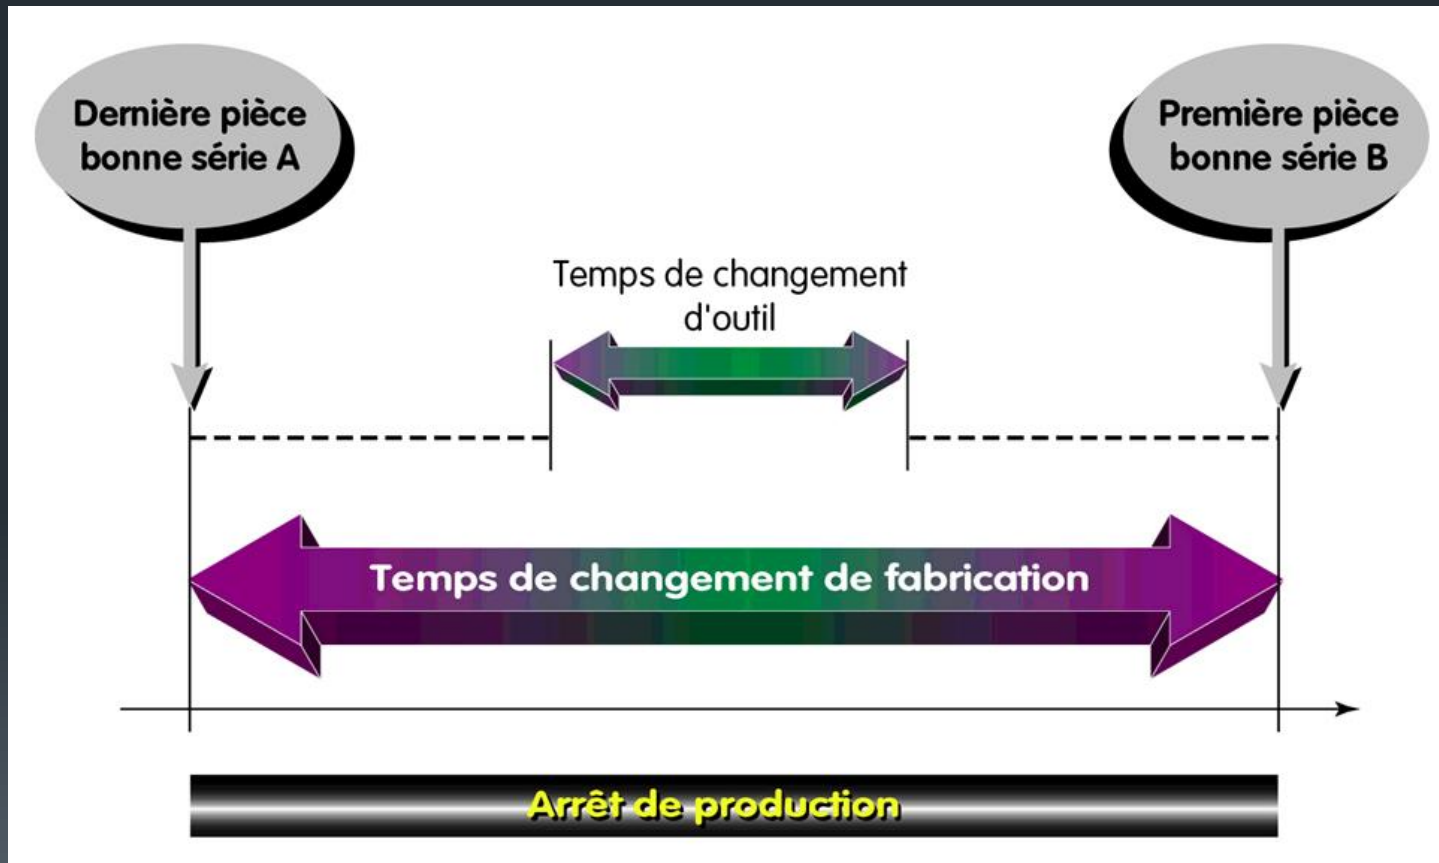 Dernière pièce
bonne série A
Première pièce
bonne série B
Temps de changement
d'outil
Temps de changement de fabrication
Arrêt de production